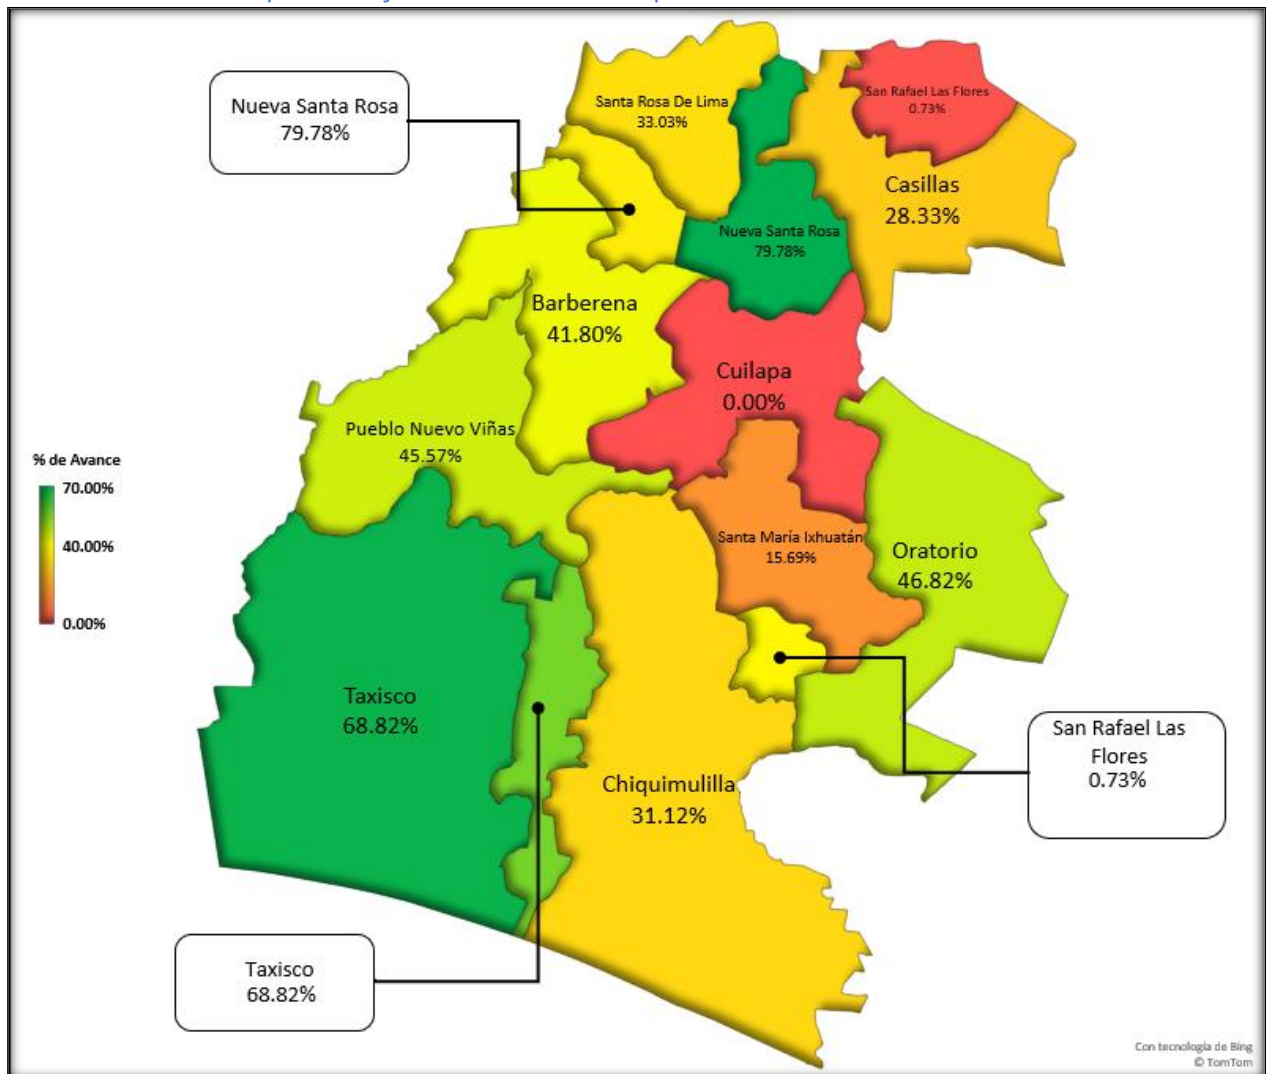 Nueva Santa Rosa
79.78%
Santa Rosa De Lima
33.03%
San Rafael Las Flores
0.73%
Casillas
28.33%
Nueva Santa Rosa
79.78%
Barberena
41.80%
Cuilapa
0.00%
Pueblo Nuevo Viñas
45.57%
% de Avance
70.00%
40.00%
0.00%
Santa María Ixhuatán
15.69%
Oratorio
46.82%
Taxisco
68.82%
Chiquimulilla
31.12%
San Rafael Las
Flores
0.73%
Taxisco
68.82%
Con tecnología de Bing
© TomTom